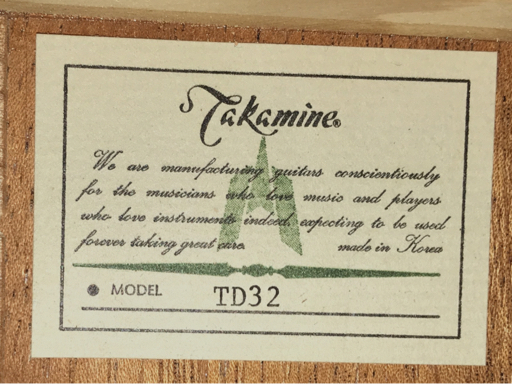 Takamine®
We are manufacturing guitars conscientiously
for the musicians who love music and players
who love instruments indeed, expecting to be used
forever taking great care. made in Korea
MODEL TD32